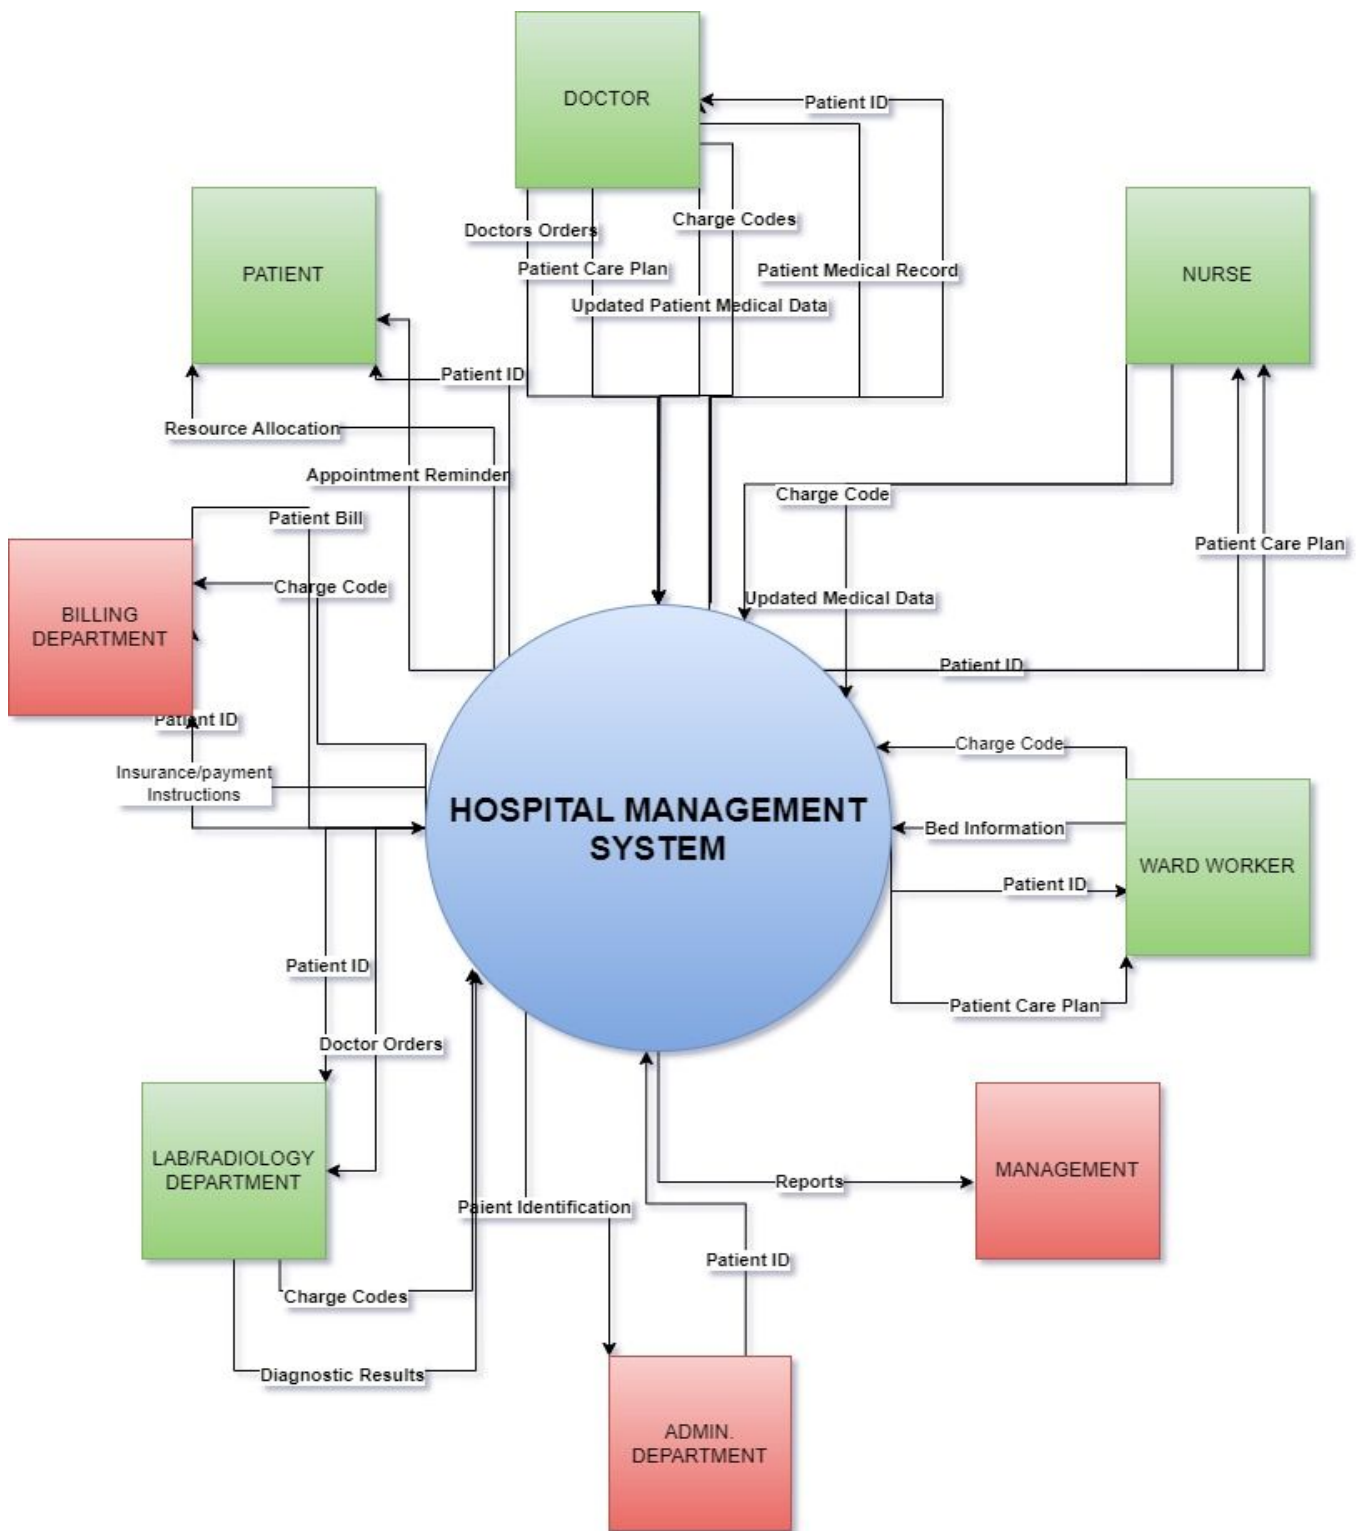 DOCTOR
Patient ID
Doctors Orders
Charge Codes
Patient Care Plan
Patient Medical Record
Updated Patient Medical Data
PATIENT
NURSE
Patient ID
Resource Allocation
Appointment Reminder
Patient Bill
Charge Code
BILLING
DEPARTMENT
Patient ID
Insurance/payment
Instructions
Charge Code
Patient Care Plan
Updated Medical Data
Patient ID
HOSPITAL MANAGEMENT
SYSTEM
Charge Code
Bed Information
WARD WORKER
Patient ID
Patient Care Plan
Patient ID
Doctor Orders
LAB/RADIOLOGY
DEPARTMENT
Paient Identification
Reports
MANAGEMENT
Patient ID
Charge Codes
Diagnostic Results
ADMIN.
DEPARTMENT